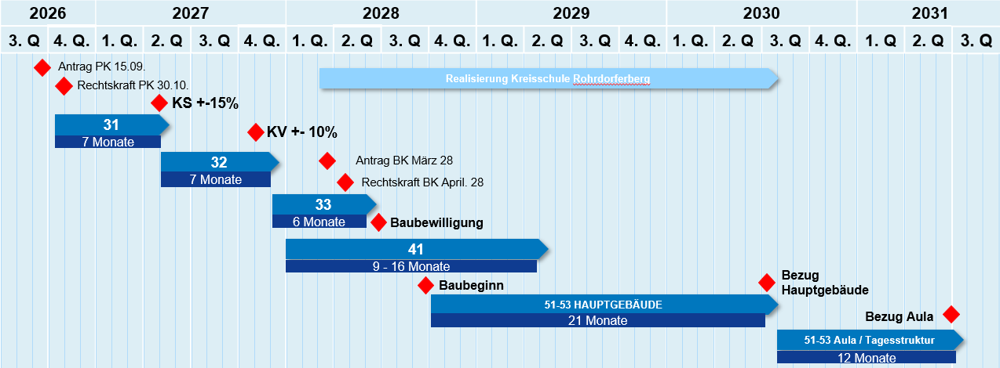 2026 2027 2028 2029 2030 2031
3. Q 4. Q. 1. Q. 2. Q 3. Q 4. Q. 1. Q. 2. Q 3. Q 4. Q. 1. Q. 2. Q 3. Q 4. Q. 1. Q. 2. Q. 3. Q 4. Q. 1. Q 2. Q. 3. Q
Antrag PK 15.09.
Realisierung Kreisschule Rohrdorferberg
Rechtskraft PK 30.10.
KS +-15%
31
7 Monate
KV +- 10%
32
7 Monate
Antrag BK März 28
Rechtskraft BK April. 28
33
6 Monate
Baubewilligung
41
9 - 16 Monate
Baubeginn
Bezug
Hauptgebäude
51-53 HAUPTGEBÄUDE
21 Monate
Bezug Aula
51-53 Aula / Tagesstruktur
12 Monate